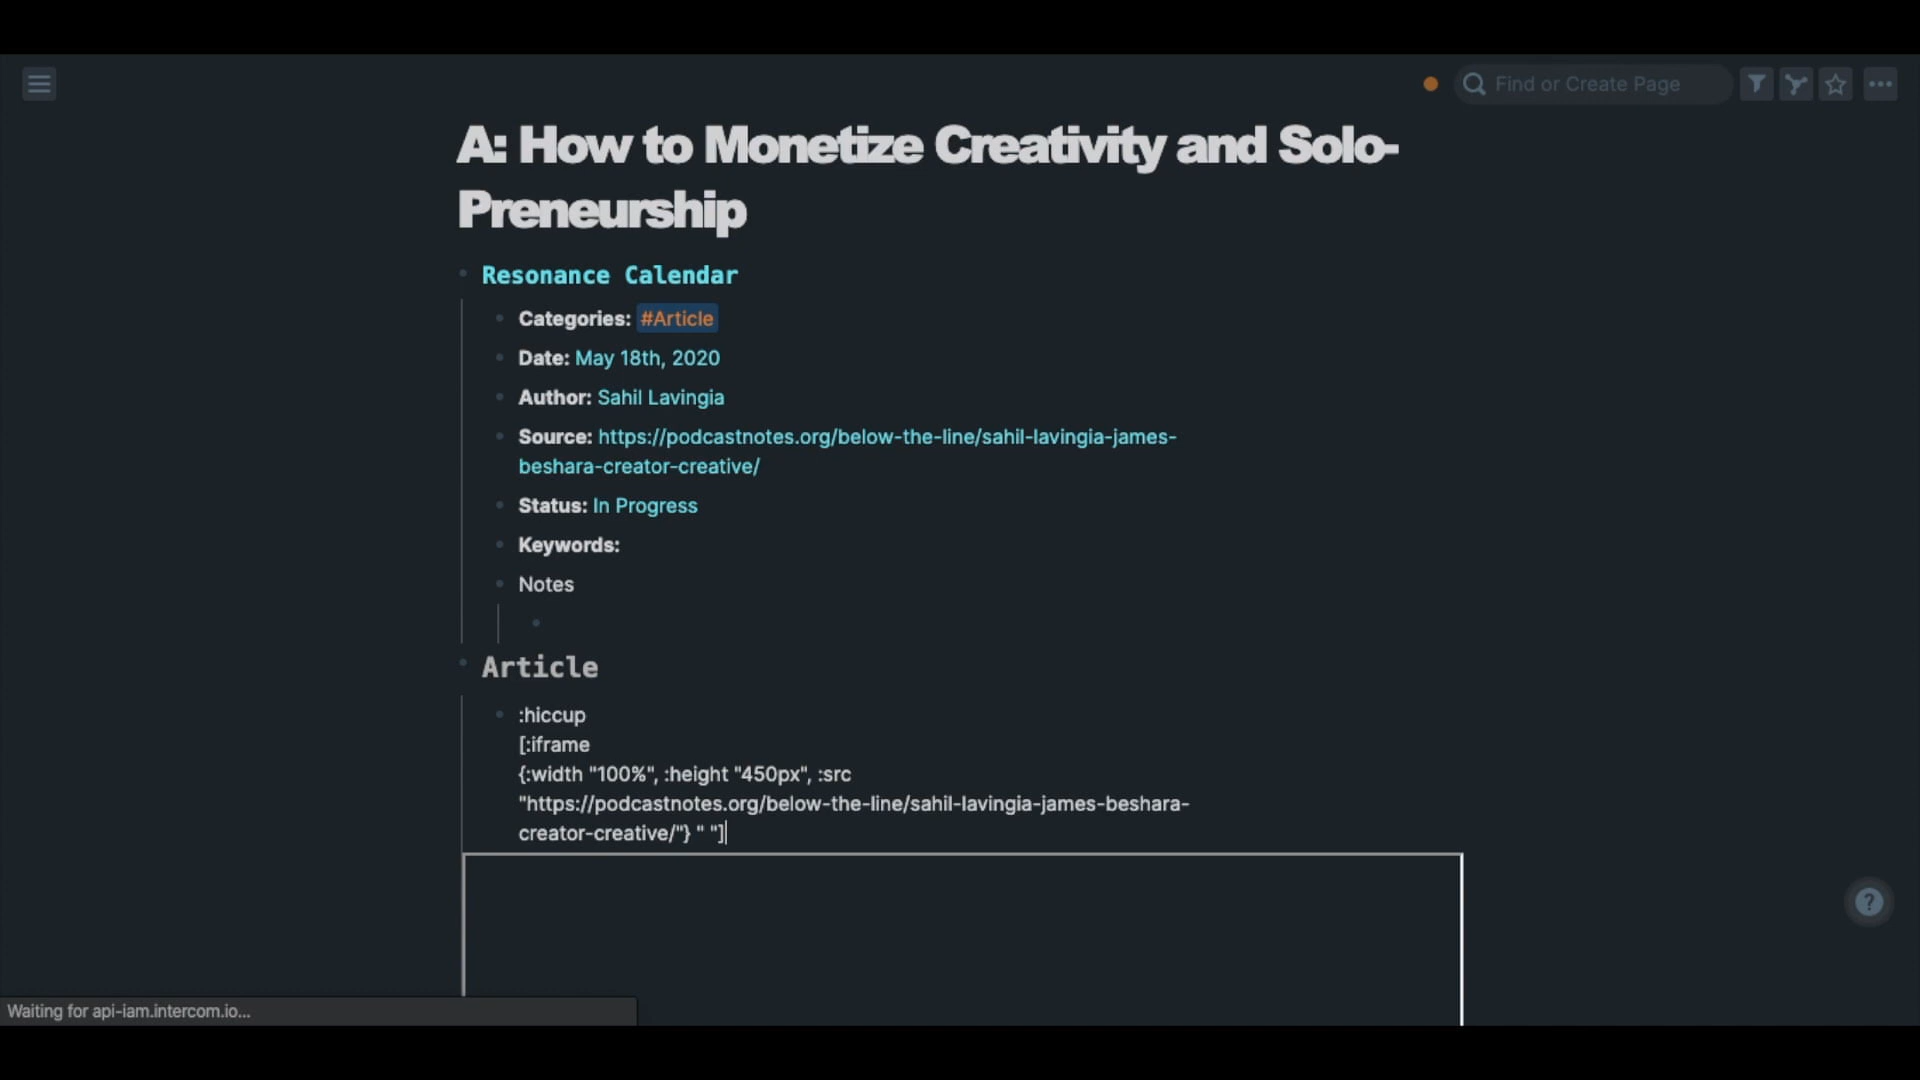 Find or Create Page
A: How to Monetize Creativity and Solo-
Preneurship
Resonance Calendar
Categories: #Article
Date: May 18th, 2020
Author: Sahil Lavingia
Source: https://podcastnotes.org/below-the-line/sahil-lavingia-james-
beshara-creator-creative/
Status: In Progress
Keywords:
Notes
Article
:hiccup
[:iframe
{:width "100%", :height "450px", :src
"https://podcastnotes.org/below-the-line/sahil-lavingia-james-beshara-
creator-creative/"} " "]
?
Waiting for api-iam.intercom.io...